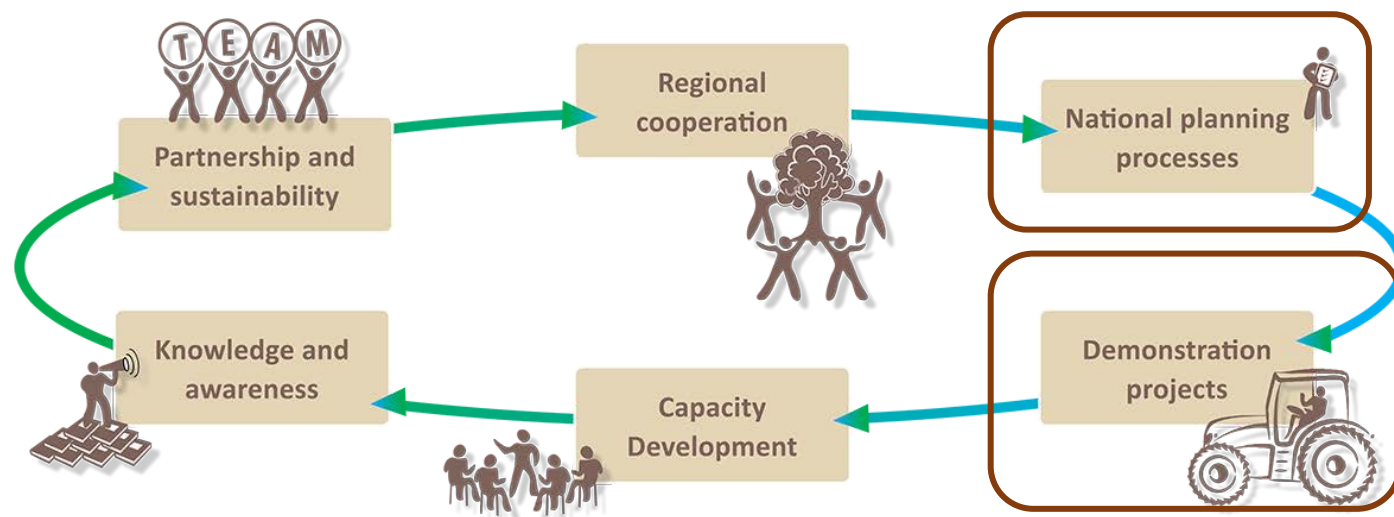 TEAM
Partnership and
sustainability
Regional
cooperation
National planning
processes
Knowledge and
awareness
Capacity
Development
Demonstration
projects